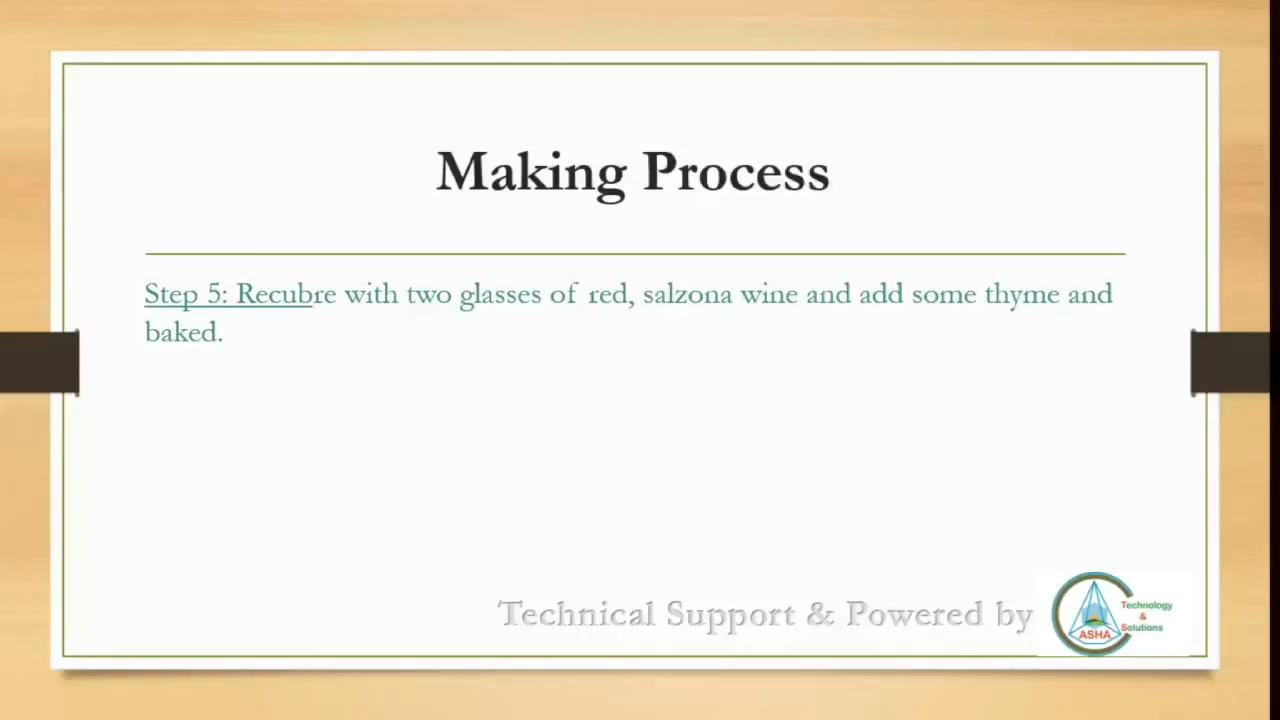 Making Process
Step 5: Recubre with two glasses of red, salzona wine and add some thyme and
baked.
Technical Support & Powered by
Technology
&
Solutions
ASHA